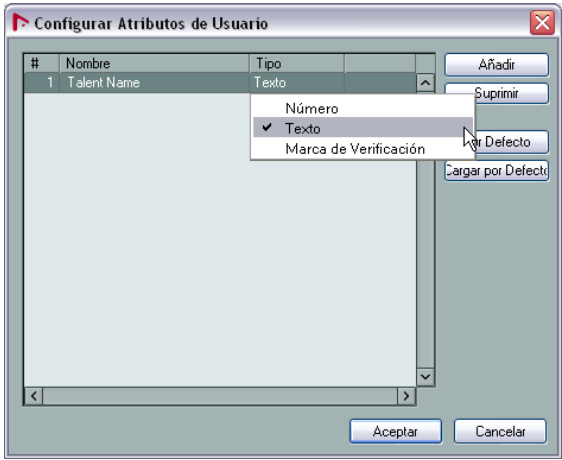 Configurar Atributos de Usuario
# Nombre Tipo
1 Talent Name Texto
Número
✔ Texto
Marca de Verificación
Añadir
Suprimir
r Defecto
Cargar por Defecto
Aceptar
Cancelar